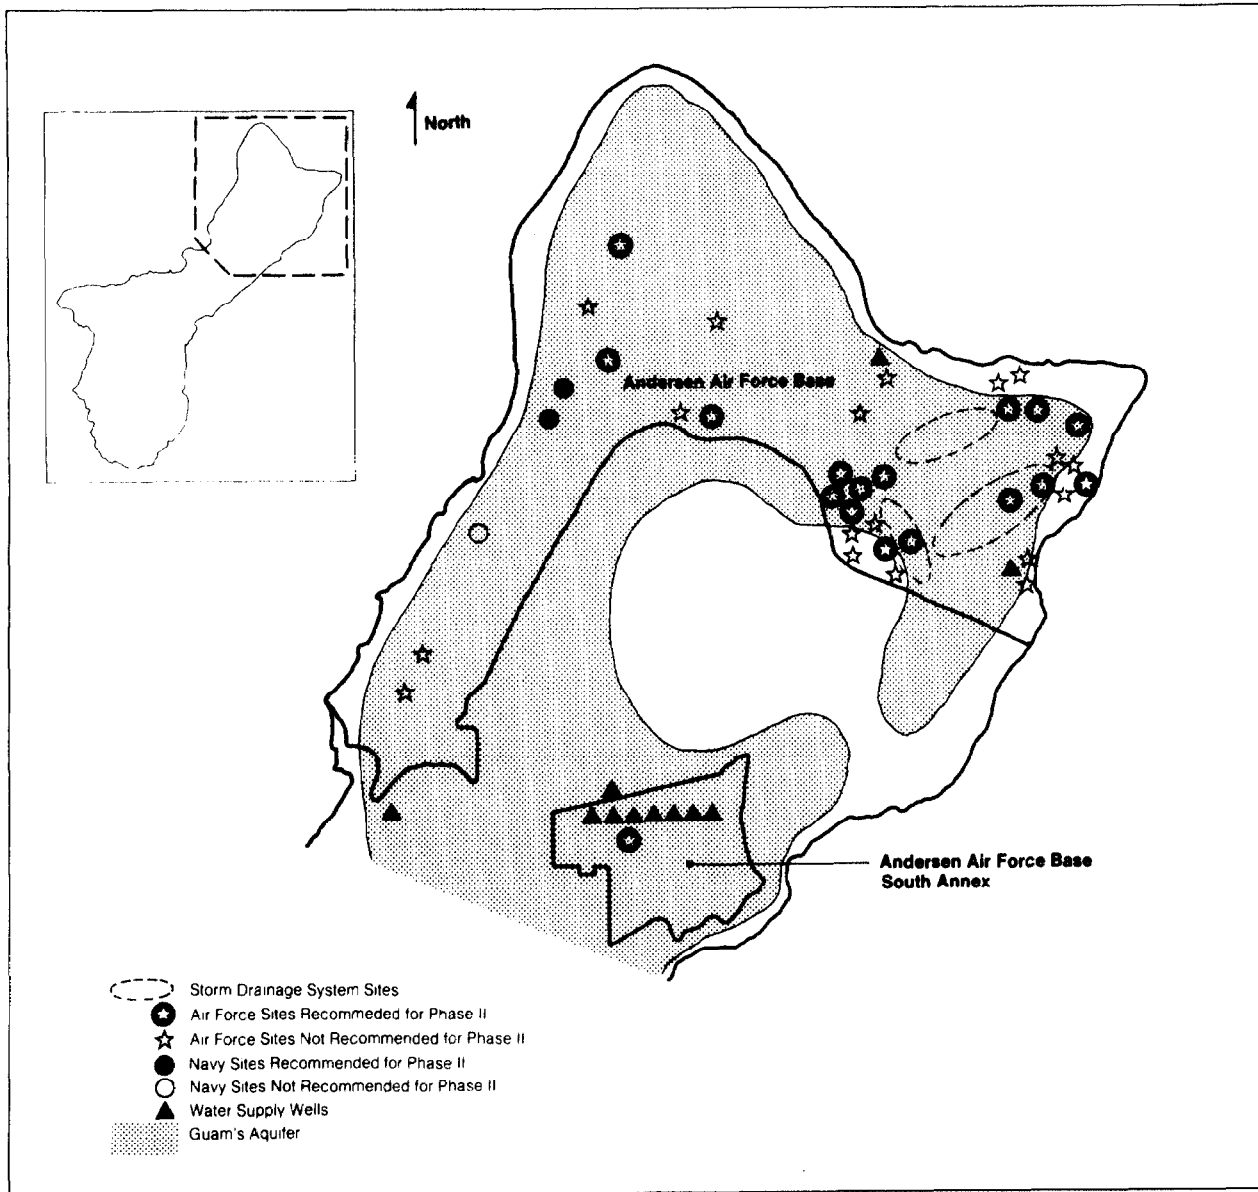 North
Andersen Air Force Base
Andersen Air Force Base
South Annex
Storm Drainage System Sites
Air Force Sites Recommeded for Phase II
Air Force Sites Not Recommended for Phase II
Navy Sites Recommended for Phase II
Navy Sites Not Recommended for Phase II
Water Supply Wells
Guam's Aquifer